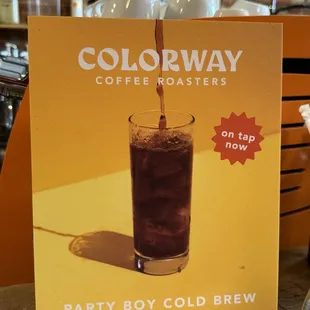 COLORWAY
COFFEE ROASTERS
on tap
now
PARTY BOY COLD BREW